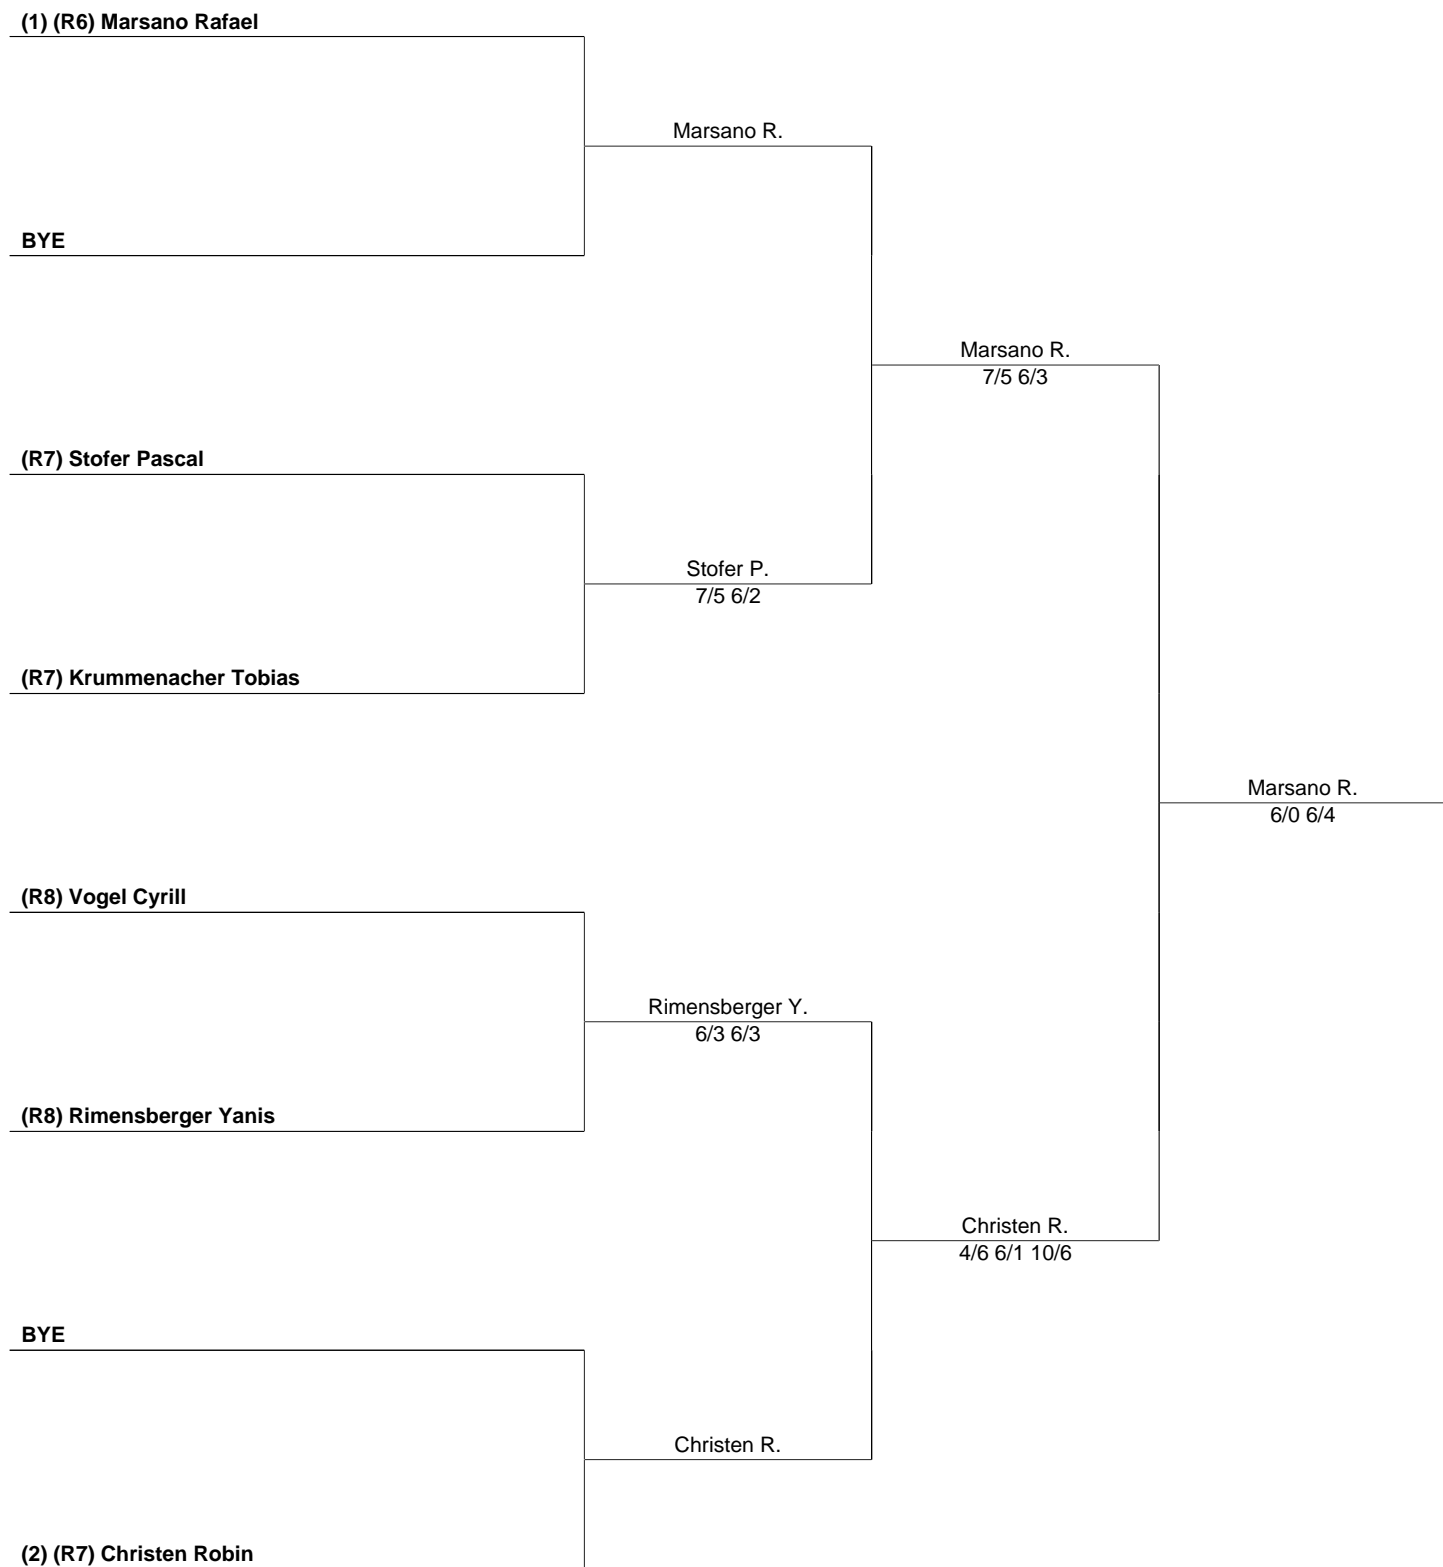 (1) (R6) Marsano Rafael
Marsano R.
BYE
Marsano R.
7/5 6/3
(R7) Stofer Pascal
Stofer P.
7/5 6/2
(R7) Krummenacher Tobias
Marsano R.
6/0 6/4
(R8) Vogel Cyrill
Rimensberger Y.
6/3 6/3
(R8) Rimensberger Yanis
Christen R.
4/6 6/1 10/6
BYE
Christen R.
(2) (R7) Christen Robin